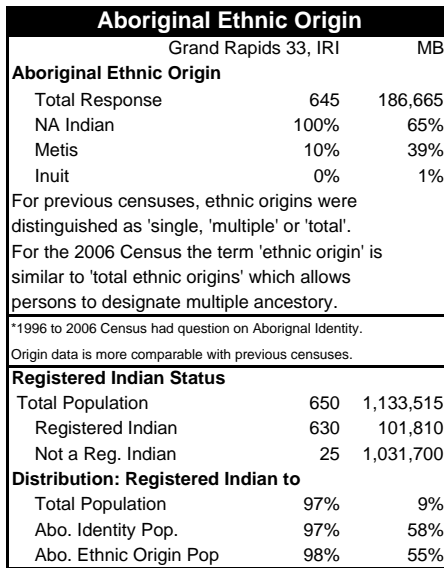 Aboriginal Ethnic Origin
Grand Rapids 33, IRI MB
Aboriginal Ethnic Origin
Total Response 645 186,665
NA Indian 100% 65%
Metis 10% 39%
Inuit 0% 1%
For previous censuses, ethnic origins were
distinguished as 'single, 'multiple' or 'total'.
For the 2006 Census the term 'ethnic origin' is
similar to 'total ethnic origins' which allows
persons to designate multiple ancestory.
*1996 to 2006 Census had question on Aborignal Identity.
Origin data is more comparable with previous censuses.
Registered Indian Status
Total Population 650 1,133,515
Registered Indian 630 101,810
Not a Reg. Indian 25 1,031,700
Distribution: Registered Indian to
Total Population 97% 9%
Abo. Identity Pop. 97% 58%
Abo. Ethnic Origin Pop 98% 55%